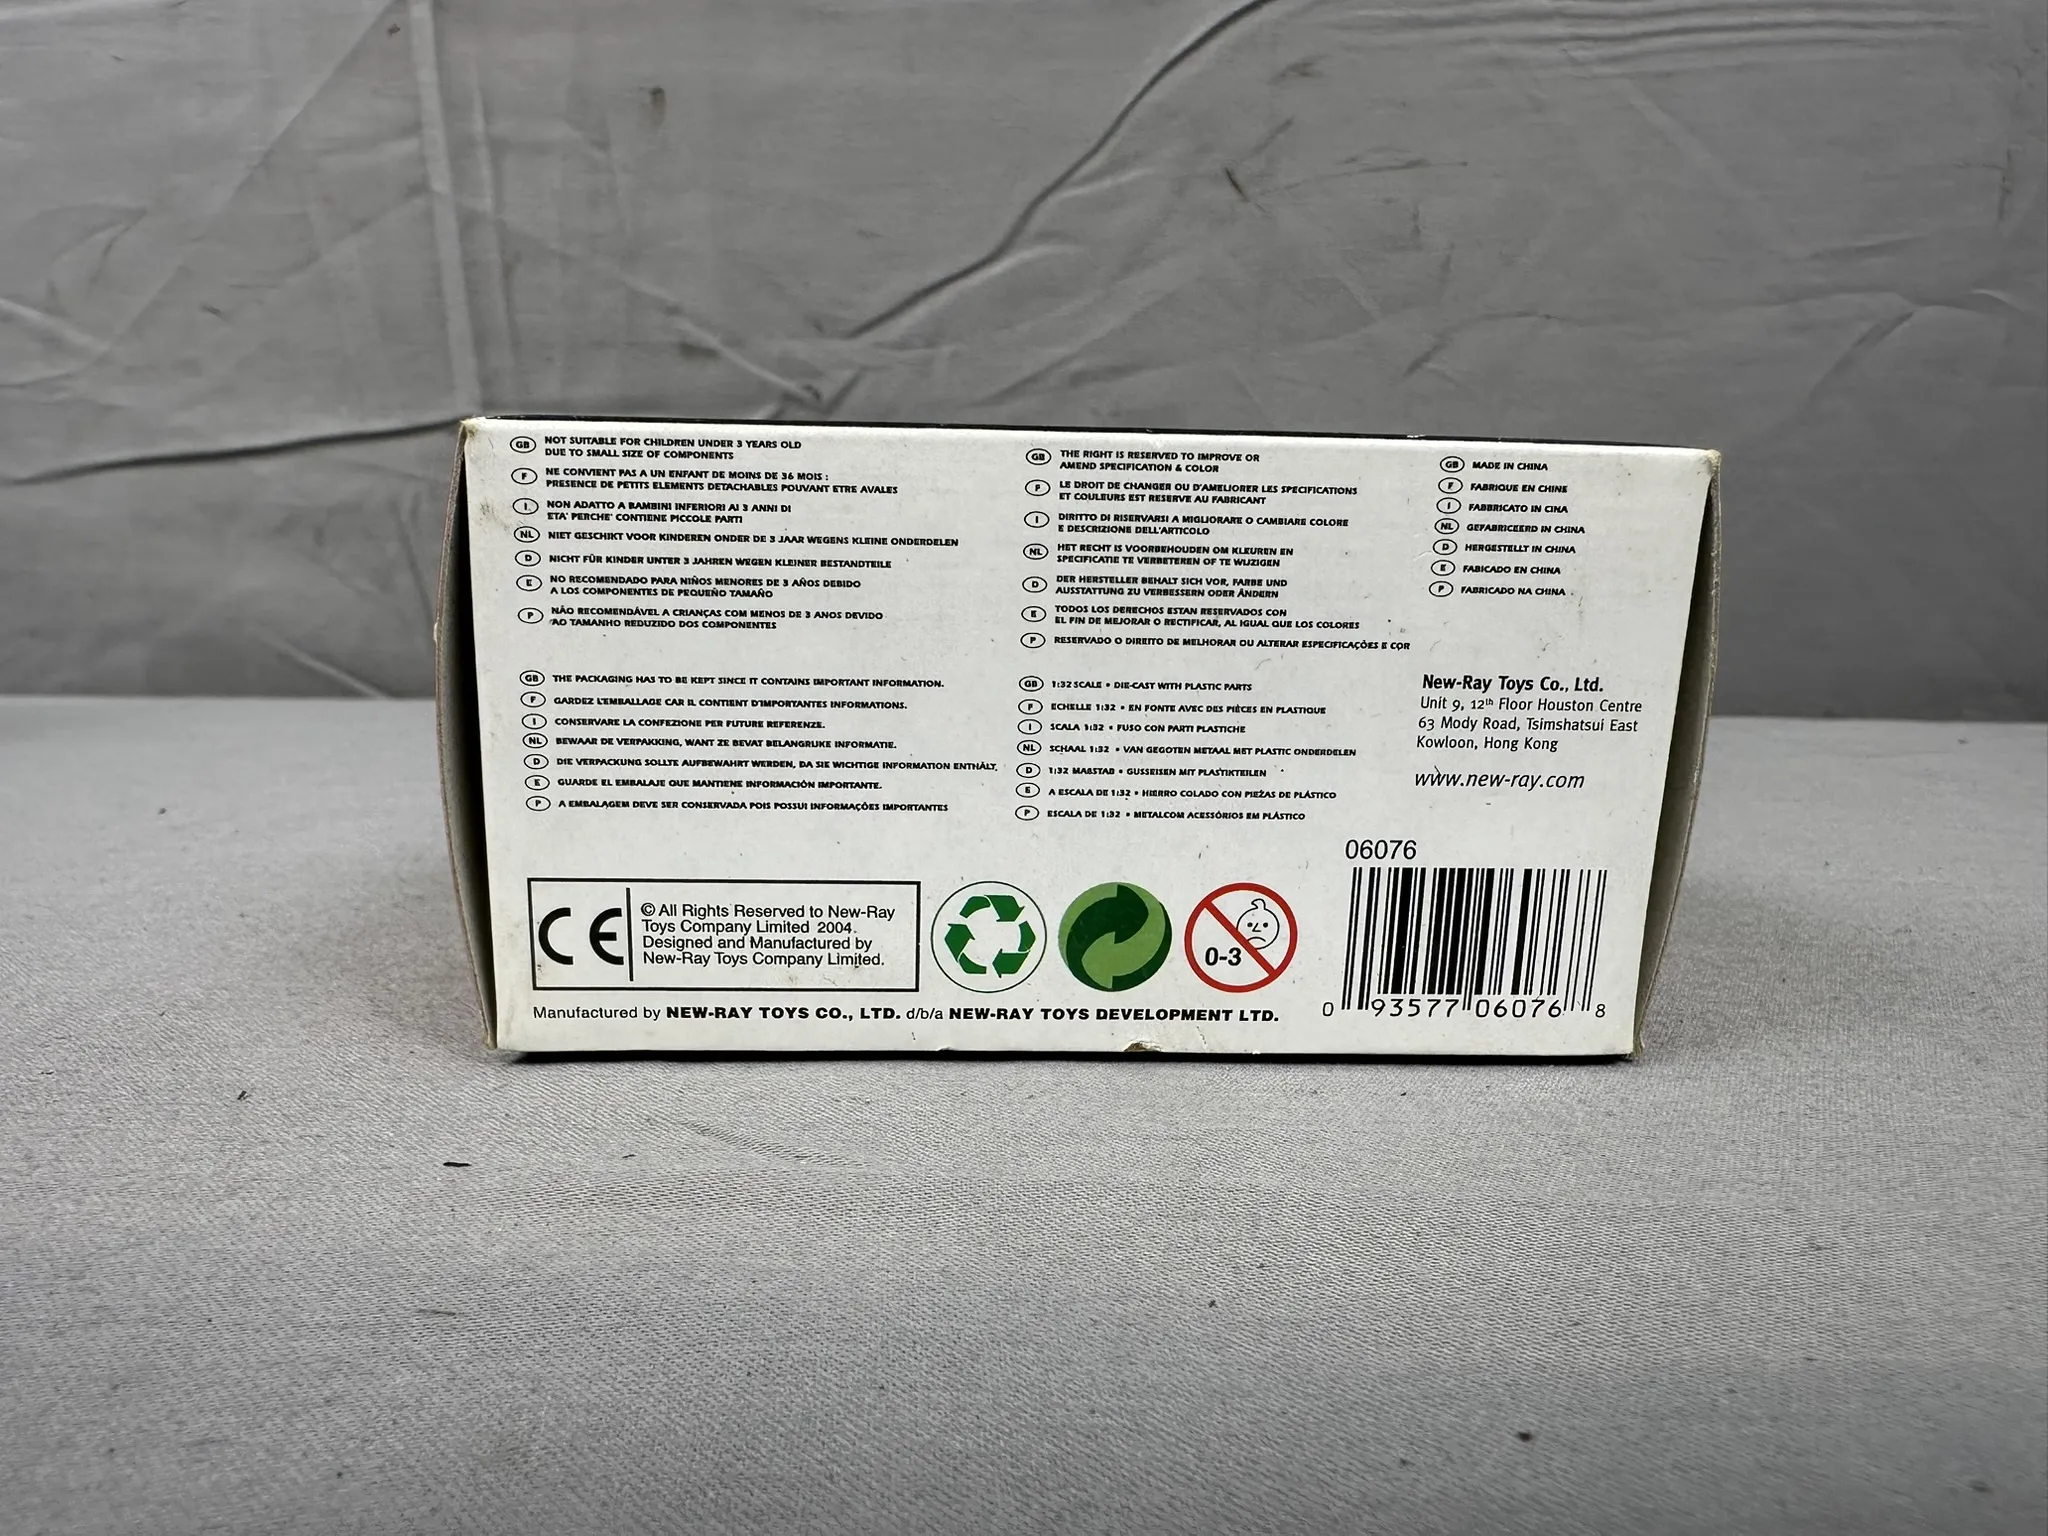 GB NOT SUITABLE FOR CHILDREN UNDER 3 YEARS OLD
DUE TO SMALL SIZE OF COMPONENTS
F NE CONVIENT PAS A UN ENFANT DE MOINS DE 36 MOIS :
PRESENCE DE PETITS ELEMENTS DETACHABLES POUVANT ETRE AVALES
I NON ADATTO A BAMBINI INFERIORI AI 3 ANNI DI
ETA' PERCHE' CONTIENE PICCOLE PARTI
NL NIET GESCHIKT VOOR KINDEREN ONDER DE 3 JAAR WEGENS KLEINE ONDERDELEN
D NICHT FÜR KINDER UNTER 3 JAHREN WEGEN KLEINER BESTANDTEILE
E NO RECOMENDADO PARA NIÑOS MENORES DE 3 AÑOS DEBIDO
A LOS COMPONENTES DE PEQUEÑO TAMAÑO
P NÃO RECOMENDÁVEL A CRIANÇAS COM MENOS DE 3 ANOS DEVIDO
AO TAMANHO REDUZIDO DOS COMPONENTES
GB THE RIGHT IS RESERVED TO IMPROVE OR
AMEND SPECIFICATION & COLOR
F LE DROIT DE CHANGER OU D'AMELIORER LES SPECIFICATIONS
ET COULEURS EST RESERVE AU FABRICANT
I DIRITTO DI RISERVARSI A MIGLIORARE O CAMBIARE COLORE
E DESCRIZIONE DELL'ARTICOLO
NL HET RECHT IS VOORBEHOUDEN OM KLEUREN EN
SPECIFICATIE TE VERBETEREN OF TE WIJZIGEN
D DER HERSTELLER BEHALT SICH VOR, FARBE UND
AUSSTATTUNG ZU VERBESSERN ODER ÄNDERN
E TODOS LOS DERECHOS ESTAN RESERVADOS CON
EL FIN DE MEJORAR O RECTIFICAR, AL IGUAL QUE LOS COLORES
P RESERVADO O DIREITO DE MELHORAR OU ALTERAR ESPECIFICAÇÕES E COR
GB MADE IN CHINA
F FABRIQUE EN CHINE
I FABBRICATO IN CINA
NL GEFABRICEERD IN CHINA
D HERGESTELLT IN CHINA
E FABICADO EN CHINA
P FABRICADO NA CHINA
GB THE PACKAGING HAS TO BE KEPT SINCE IT CONTAINS IMPORTANT INFORMATION.
F GARDEZ L'EMBALLAGE CAR IL CONTIENT D'IMPORTANTES INFORMATIONS.
I CONSERVARE LA CONFEZIONE PER FUTURE REFERENZE.
NL BEWAAR DE VERPAKKING, WANT ZE BEVAT BELANGRIJKE INFORMATIE.
D DIE VERPACKUNG SOLLTE AUFBEWAHRT WERDEN, DA SIE WICHTIGE INFORMATION ENTHÄLT.
E GUARDE EL EMBALAJE QUE MANTIENE INFORMACIÓN IMPORTANTE.
P A EMBALAGEM DEVE SER CONSERVADA POIS POSSUI INFORMAÇÕES IMPORTANTES
GB 1:32 SCALE • DIE-CAST WITH PLASTIC PARTS
F ECHELLE 1:32 • EN FONTE AVEC DES PIÈCES EN PLASTIQUE
I SCALA 1:32 • FUSO CON PARTI PLASTICHE
NL SCHAAL 1:32 • VAN GEGOTEN METAAL MET PLASTIC ONDERDELEN
D 1:32 MAßSTAB • GUSSEISEN MIT PLASTIKTEILEN
E A ESCALA DE 1:32 • HIERRO COLADO CON PIEZAS DE PLÁSTICO
P ESCALA DE 1:32 • METALCOM ACESSÓRIOS EM PLÁSTICO
New-Ray Toys Co., Ltd.
Unit 9, 12th Floor Houston Centre
63 Mody Road, Tsimshatsui East
Kowloon, Hong Kong
www.new-ray.com
CE
© All Rights Reserved to New-Ray
Toys Company Limited 2004.
Designed and Manufactured by
New-Ray Toys Company Limited.
0-3
06076
0 93577 06076 8
Manufactured by NEW-RAY TOYS CO., LTD. d/b/a NEW-RAY TOYS DEVELOPMENT LTD.